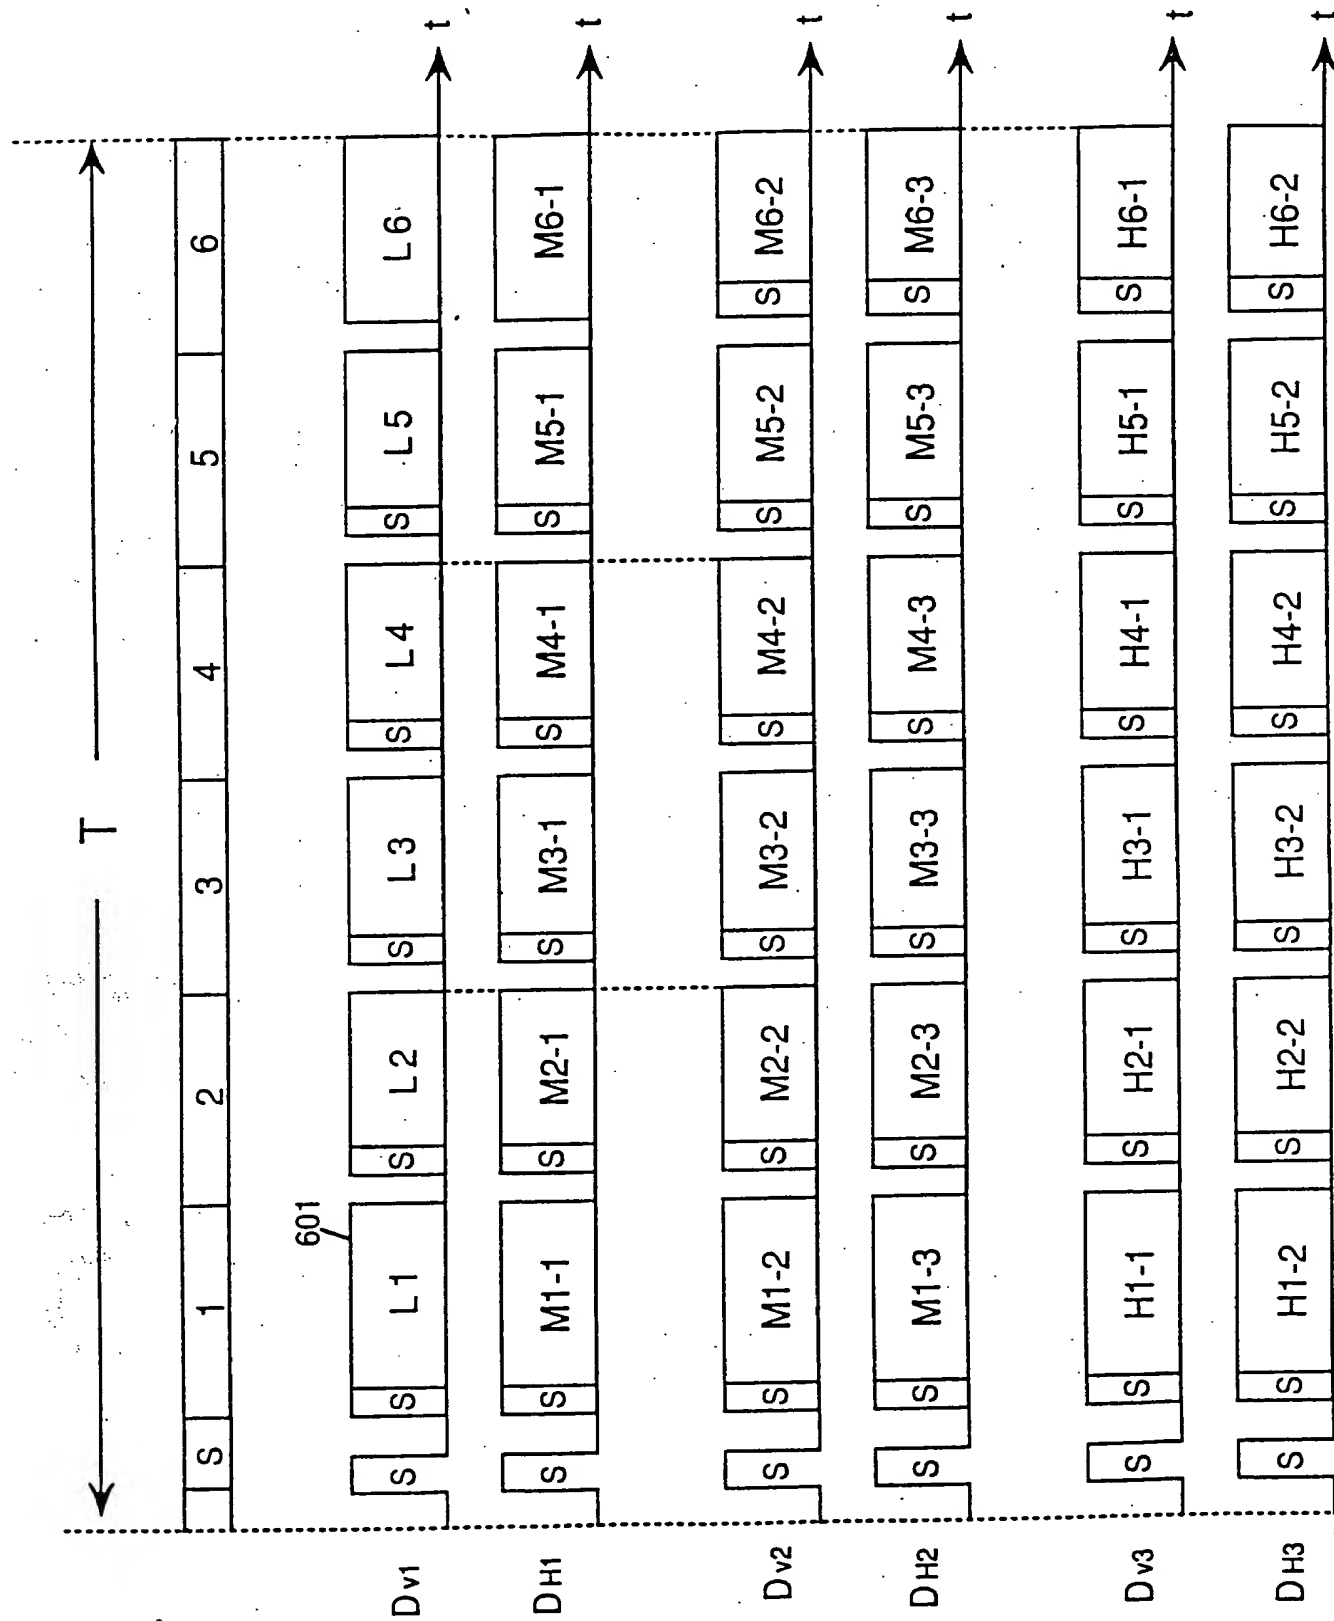 T
S 1 2 3 4 5 6
601
Dv1 S S L1 S L2 S L3 S L4 S L5 L6 t
DH1 S S M1-1 S M2-1 S M3-1 S M4-1 S M5-1 M6-1 t
Dv2 S S M1-2 S M2-2 S M3-2 S M4-2 S M5-2 S M6-2 t
DH2 S S M1-3 S M2-3 S M3-3 S M4-3 S M5-3 S M6-3 t
Dv3 S S H1-1 S H2-1 S H3-1 S H4-1 S H5-1 S H6-1 t
DH3 S S H1-2 S H2-2 S H3-2 S H4-2 S H5-2 S H6-2 t